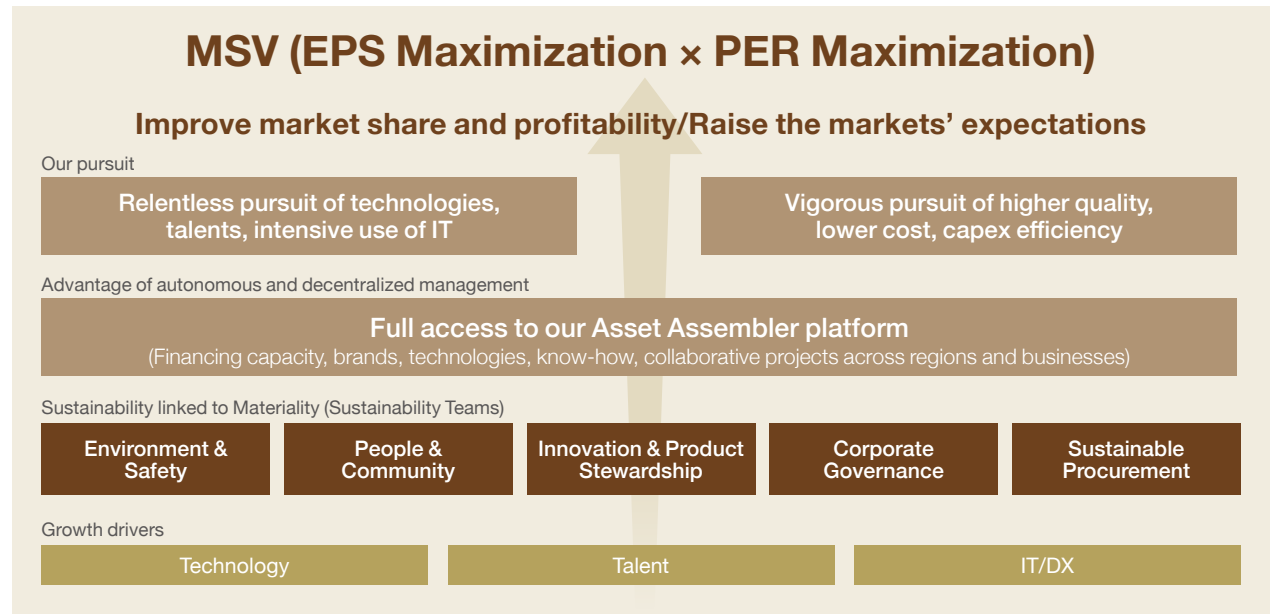 MSV (EPS Maximization × PER Maximization)
Improve market share and profitability/Raise the markets’ expectations
Our pursuit
Relentless pursuit of technologies,
talents, intensive use of IT
Vigorous pursuit of higher quality,
lower cost, capex efficiency
Advantage of autonomous and decentralized management
Full access to our Asset Assembler platform
(Financing capacity, brands, technologies, know-how, collaborative projects across regions and businesses)
Sustainability linked to Materiality (Sustainability Teams)
Environment &
Safety
People &
Community
Innovation & Product
Stewardship
Corporate
Governance
Sustainable
Procurement
Growth drivers
Technology
Talent
IT/DX